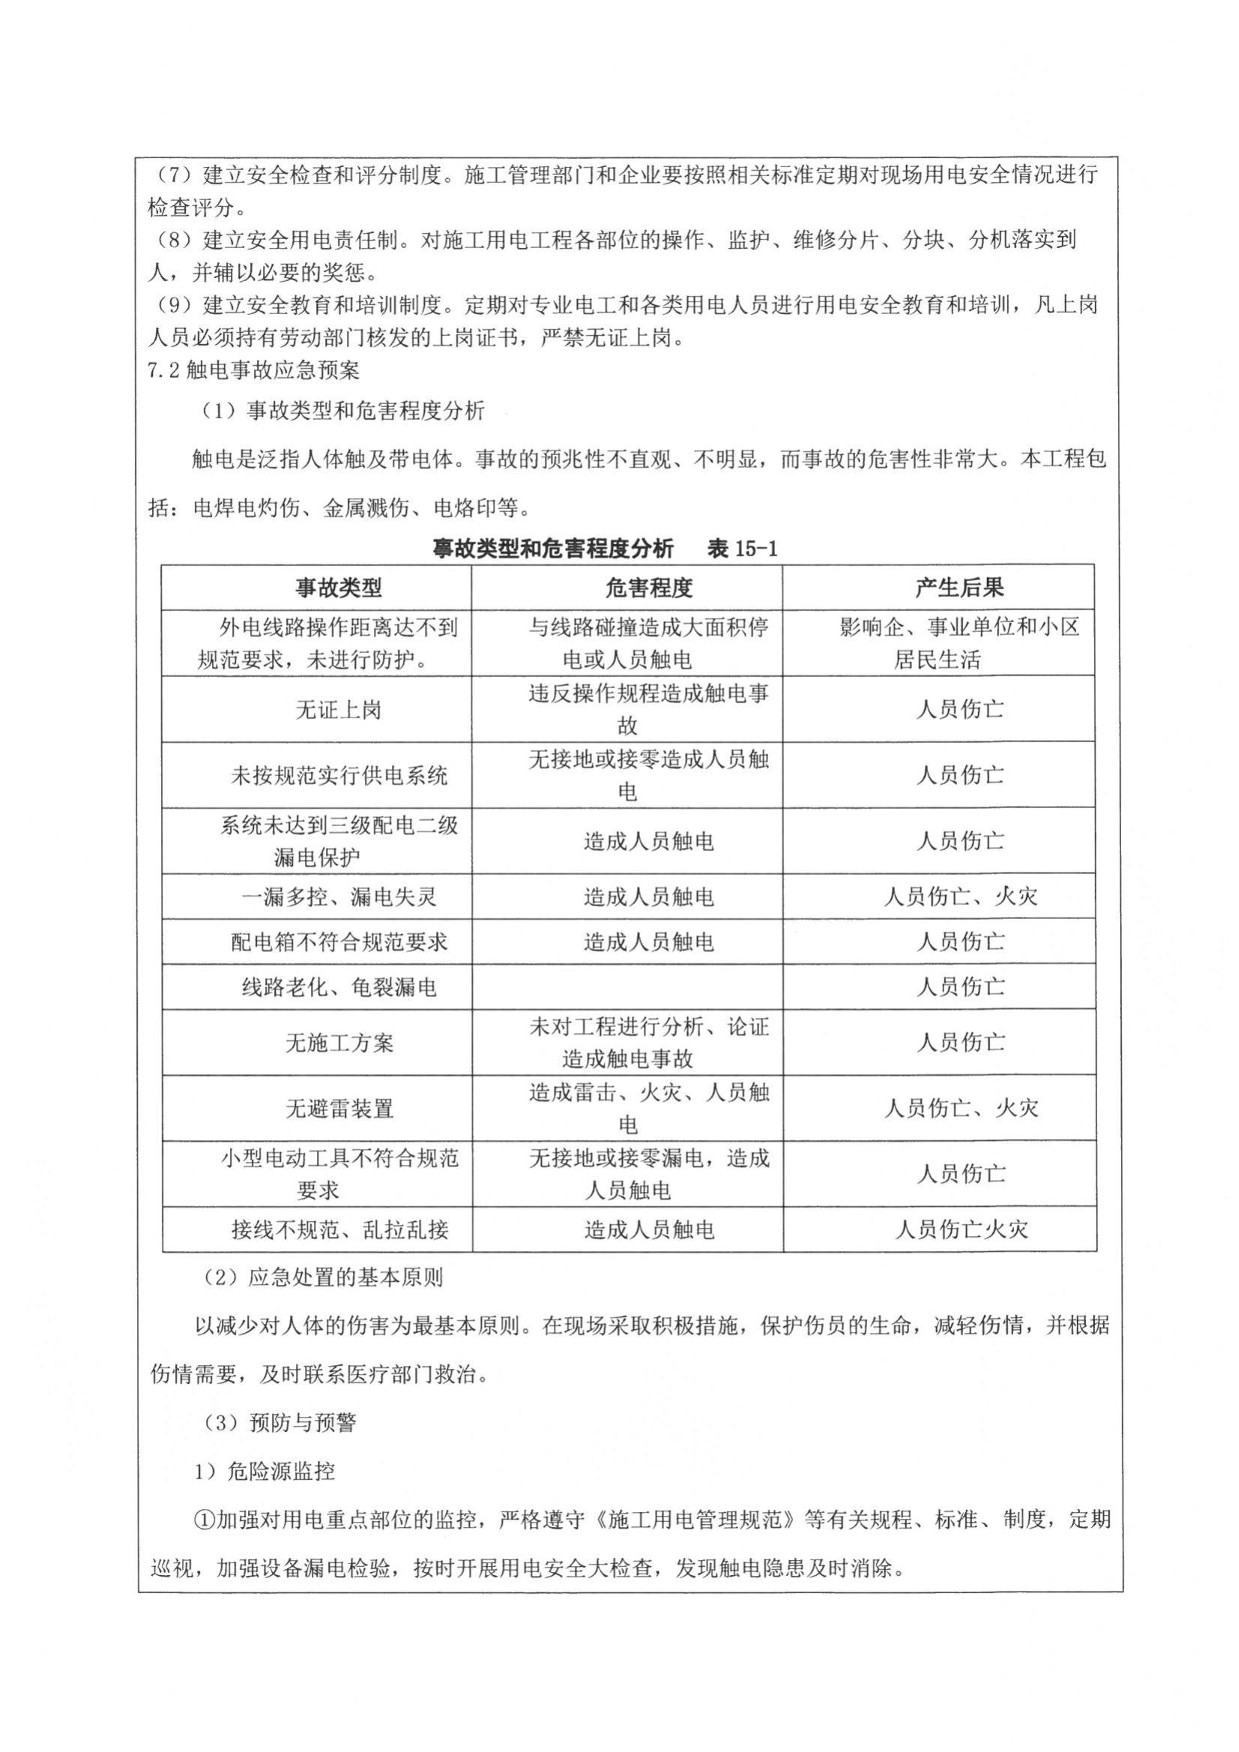 （7）建立安全检查和评分制度。施工管理部门和企业要按照相关标准定期对现场用电安全情况进行
检查评分。
（8）建立安全用电责任制。对施工用电工程各部位的操作、监护、维修分片、分块、分机落实到
人，并辅以必要的奖惩。
（9）建立安全教育和培训制度。定期对专业电工和各类用电人员进行用电安全教育和培训，凡上岗
人员必须持有劳动部门核发的上岗证书，严禁无证上岗。
7.2触电事故应急预案
（1）事故类型和危害程度分析
触电是泛指人体触及带电体。事故的预兆性不直观、不明显，而事故的危害性非常大。本工程包
括：电焊电灼伤、金属溅伤、电烙印等。
事故类型和危害程度分析 表 15-1
事故类型 危害程度 产生后果
外电线路操作距离达不到 与线路碰撞造成大面积停 影响企、事业单位和小区
规范要求，未进行防护。 电或人员触电 居民生活
无证上岗 违反操作规程造成触电事 人员伤亡
故
未按规范实行供电系统 无接地或接零造成人员触 人员伤亡
电
系统未达到三级配电二级 造成人员触电 人员伤亡
漏电保护
一漏多控、漏电失灵 造成人员触电 人员伤亡、火灾
配电箱不符合规范要求 造成人员触电 人员伤亡
线路老化、龟裂漏电 人员伤亡
无施工方案 未对工程进行分析、论证 人员伤亡
造成触电事故
无避雷装置 造成雷击、火灾、人员触 人员伤亡、火灾
电
小型电动工具不符合规范 无接地或接零漏电，造成 人员伤亡
要求 人员触电
接线不规范、乱拉乱接 造成人员触电 人员伤亡火灾
（2）应急处置的基本原则
以减少对人体的伤害为最基本原则。在现场采取积极措施，保护伤员的生命，减轻伤情，并根据
伤情需要，及时联系医疗部门救治。
（3）预防与预警
1）危险源监控
①加强对用电重点部位的监控，严格遵守《施工用电管理规范》等有关规程、标准、制度，定期
巡视，加强设备漏电检验，按时开展用电安全大检查，发现触电隐患及时消除。